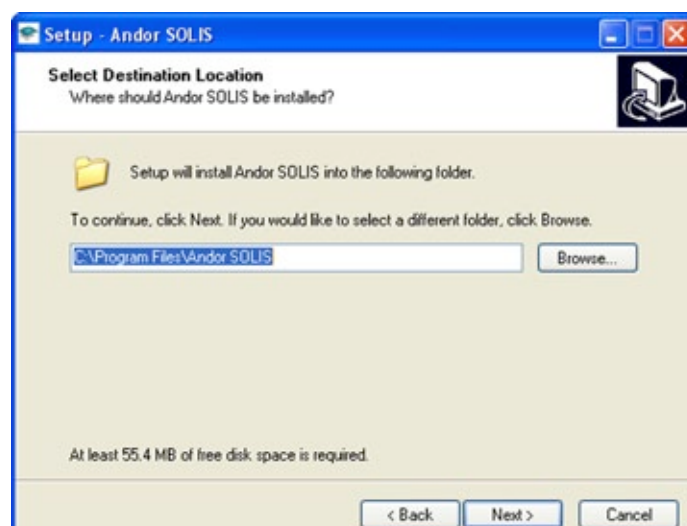 Setup - Andor SOLIS
Select Destination Location
Where should Andor SOLIS be installed?
Setup will install Andor SOLIS into the following folder.
To continue, click Next. If you would like to select a different folder, click Browse.
C:\Program Files\Andor SOLIS
Browse...
At least 55.4 MB of free disk space is required.
< Back
Next >
Cancel